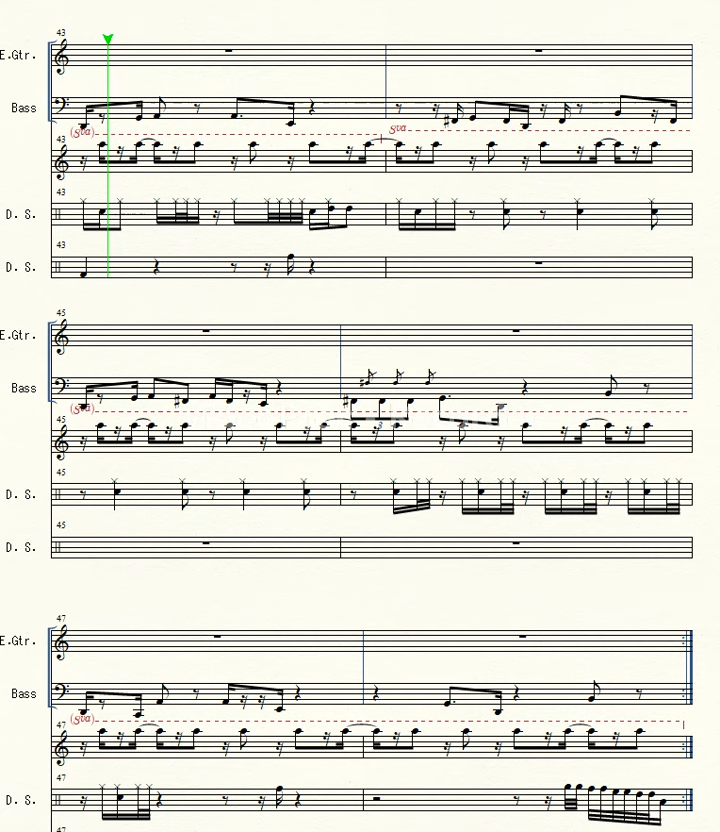 43
E.Gtr.
Bass
(8va)
8va
43
43
D. S.
43
D. S.
45
E.Gtr.
Bass
(8va)
45
3
45
D. S.
45
D. S.
47
E.Gtr.
Bass
(8va)
47
47
D. S.
47